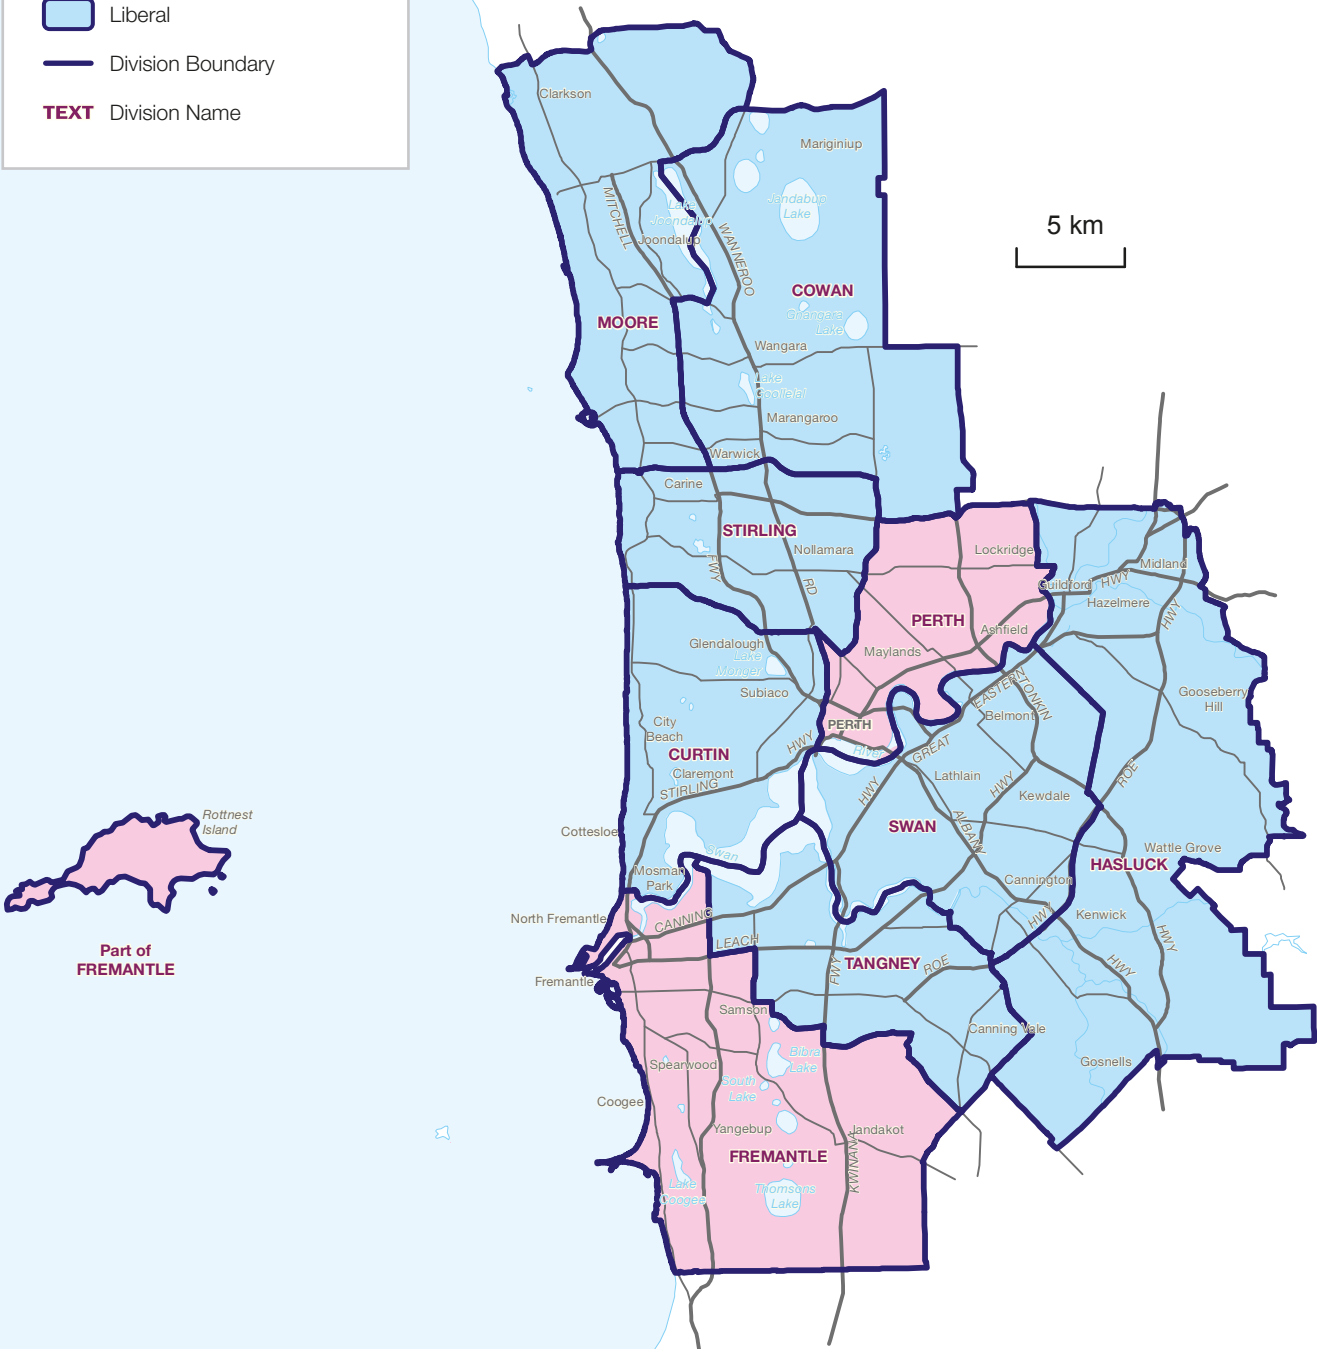 Liberal
Division Boundary
TEXT Division Name
Clarkson
Mariginiup
Jandabup
Lake
5 km
MITCHELL
Lake
Joondalup
Joondalup
WANNEROO
COWAN
MOORE
Gnangara
Lake
Wangara
Lake
Goollelal
Marangaroo
Warwick
Carine
STIRLING
Nollamara
Lockridge
Midland
FWY
RD
Guildford
HWY
Hazelmere
HWY
PERTH
Ashfield
Glendalough
Lake
Munger
Maylands
Subiaco
EASTERN
TONKIN
Gooseberry
Hill
Belmont
City
Beach
PERTH
HWY
River
GREAT
CURTIN
Claremont
STIRLING
Lathlain
HWY
HWY
Kewdale
ROE
Rottnest
Island
Cottesloe
SWAN
ALBANY
Swan
Wattle Grove
HASLUCK
Mosman
Park
Cannington
North Fremantle
CANNING
HWY
Kenwick
LEACH
HWY
Part of
FREMANTLE
TANGNEY
ROE
HWY
FWY
Fremantle
Samson
Canning Vale
Bibra
Lake
Spearwood
Gosnells
South
Lake
Coogee
Yangebup
Jandakot
FREMANTLE
KWINANA
Lake
Coogee
Thomsons
Lake